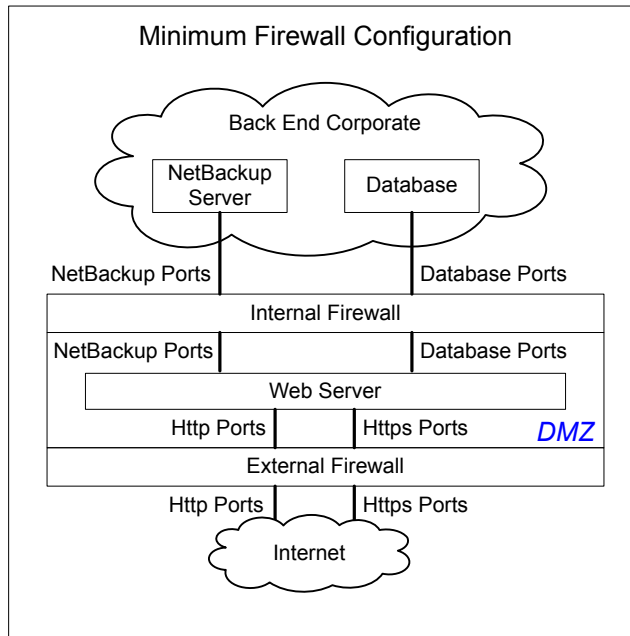 Minimum Firewall Configuration
Back End Corporate
NetBackup
Server
Database
NetBackup Ports
Database Ports
Internal Firewall
NetBackup Ports
Database Ports
Web Server
Http Ports
Https Ports
DMZ
External Firewall
Http Ports
Https Ports
Internet